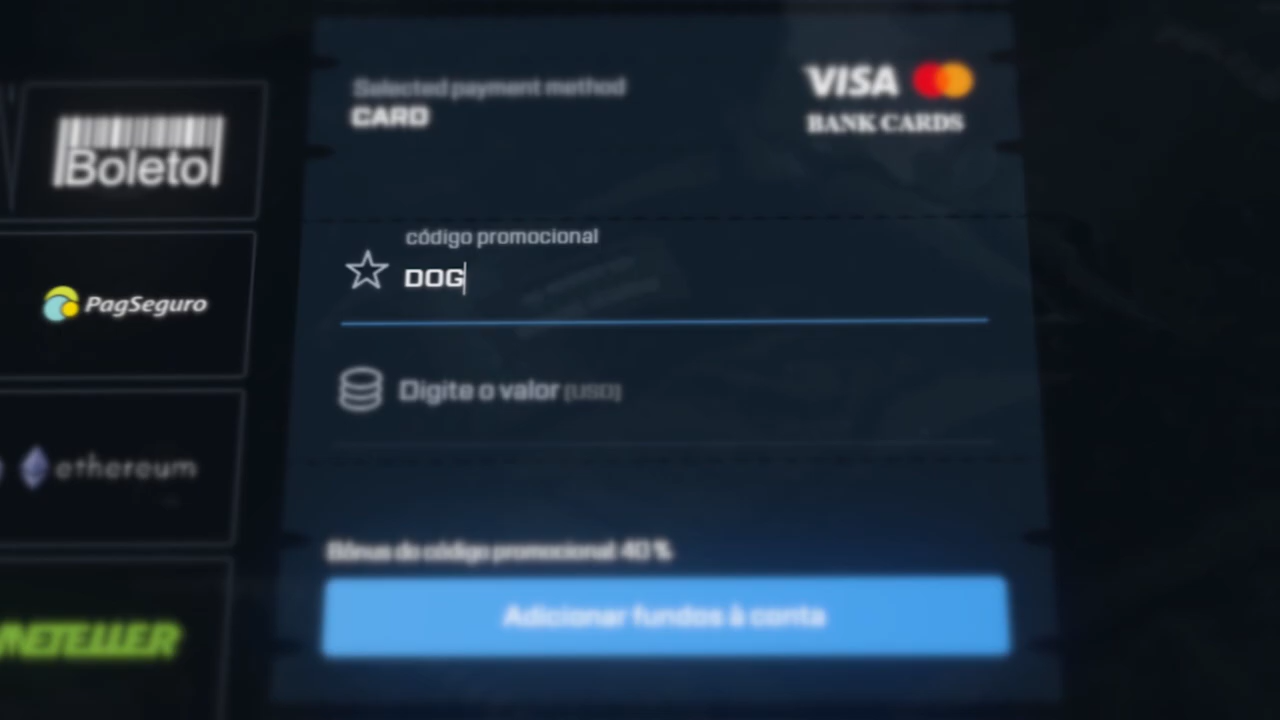 Boleto
PagSeguro
ethereum
NETELLER
Selected payment method
CARD
VISA
BANK CARDS
código promocional
DOG
Digite o valor (USD)
Bônus do código promocional 40 %
Adicionar fundos à conta